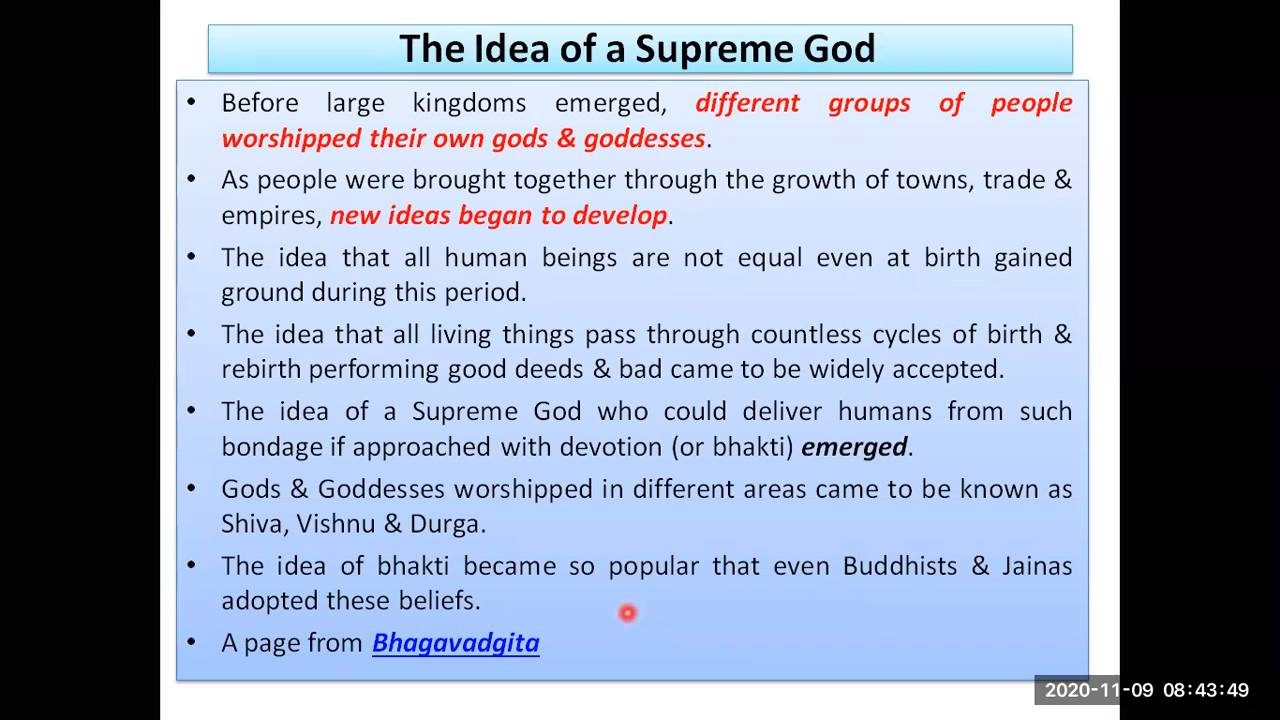 The Idea of a Supreme God
• Before large kingdoms emerged, different groups of people
worshipped their own gods & goddesses.
• As people were brought together through the growth of towns, trade &
empires, new ideas began to develop.
• The idea that all human beings are not equal even at birth gained
ground during this period.
• The idea that all living things pass through countless cycles of birth &
rebirth performing good deeds & bad came to be widely accepted.
• The idea of a Supreme God who could deliver humans from such
bondage if approached with devotion (or bhakti) emerged.
• Gods & Goddesses worshipped in different areas came to be known as
Shiva, Vishnu & Durga.
• The idea of bhakti became so popular that even Buddhists & Jainas
adopted these beliefs.
• A page from Bhagavadgita
2020-11-09 08:43:49